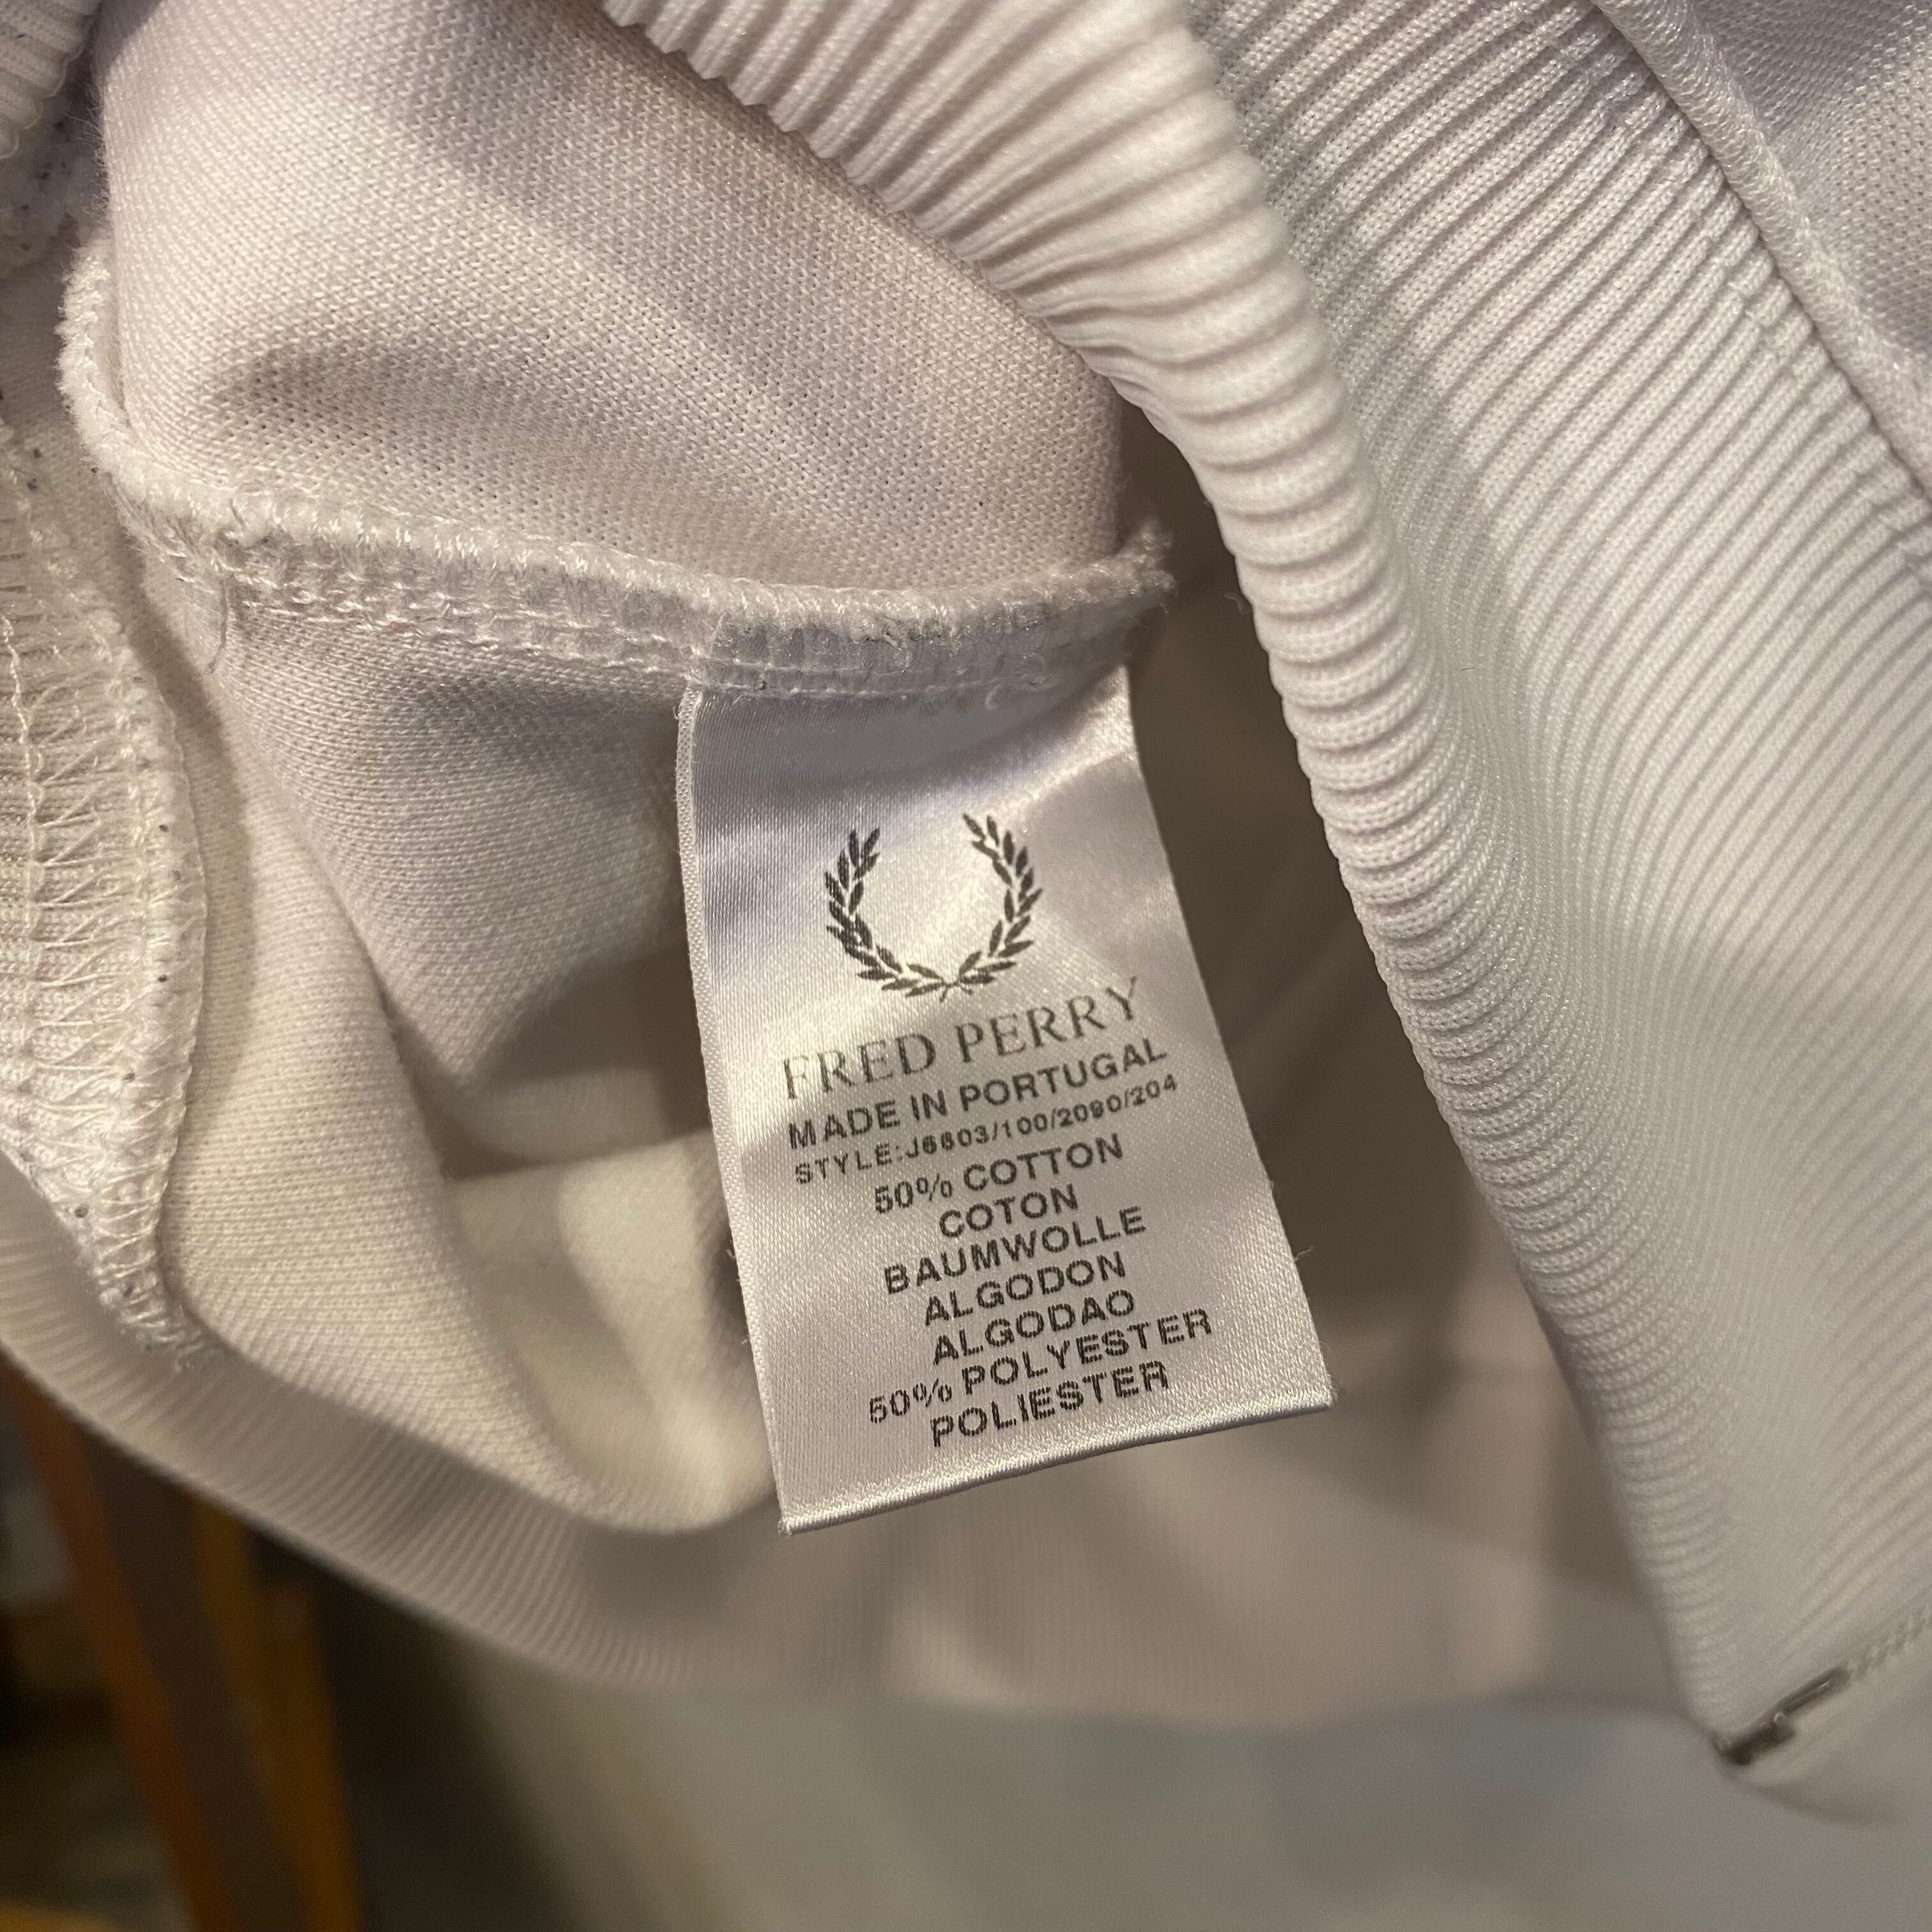 FRED PERRY
MADE IN PORTUGAL
STYLE:J6603/100/2090/204
50% COTTON
COTON
BAUMWOLLE
ALGODON
ALGODAO
50% POLYESTER
POLIESTER